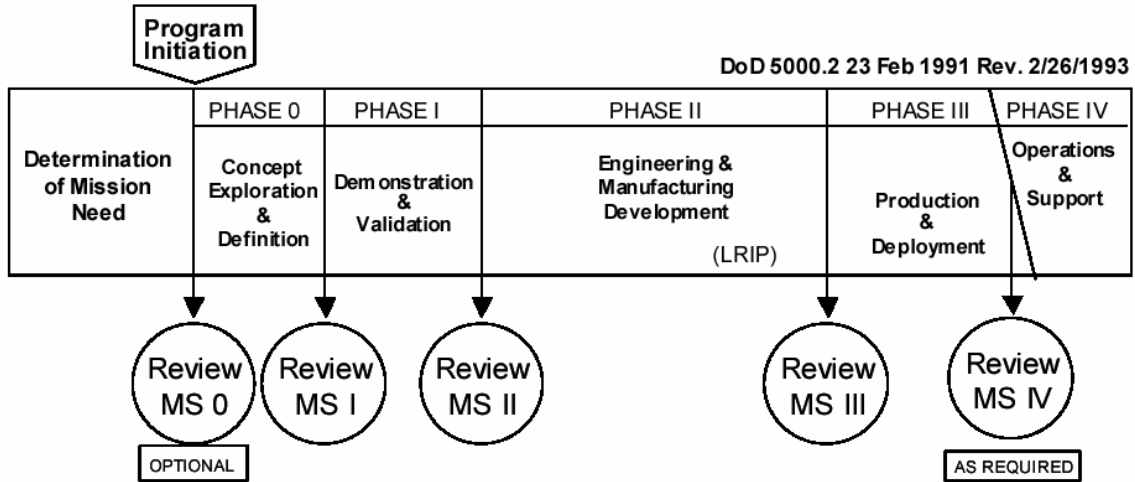 Program
Initiation
DoD 5000.2 23 Feb 1991 Rev. 2/26/1993
PHASE 0
PHASE I
PHASE II
PHASE III
PHASE IV
Determination
of Mission
Need
Concept
Exploration
&
Definition
Demonstration
&
Validation
Engineering &
Manufacturing
Development
(LRIP)
Production
&
Deployment
Operations
&
Support
Review
MS 0
Review
MS I
Review
MS II
Review
MS III
Review
MS IV
OPTIONAL
AS REQUIRED